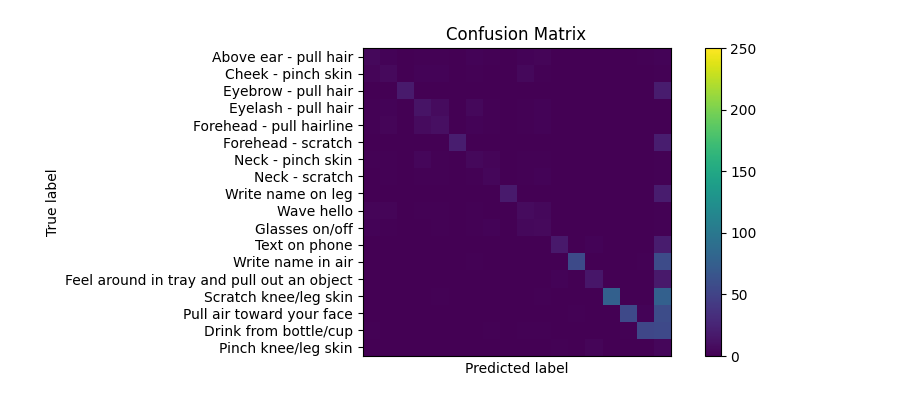 Confusion Matrix
Above ear - pull hair
Cheek - pinch skin
Eyebrow - pull hair
Eyelash - pull hair
Forehead - pull hairline
Forehead - scratch
Neck - pinch skin
Neck - scratch
Write name on leg
Wave hello
Glasses on/off
Text on phone
Write name in air
Feel around in tray and pull out an object
Scratch knee/leg skin
Pull air toward your face
Drink from bottle/cup
Pinch knee/leg skin
True label
Predicted label
250
200
150
100
50
0